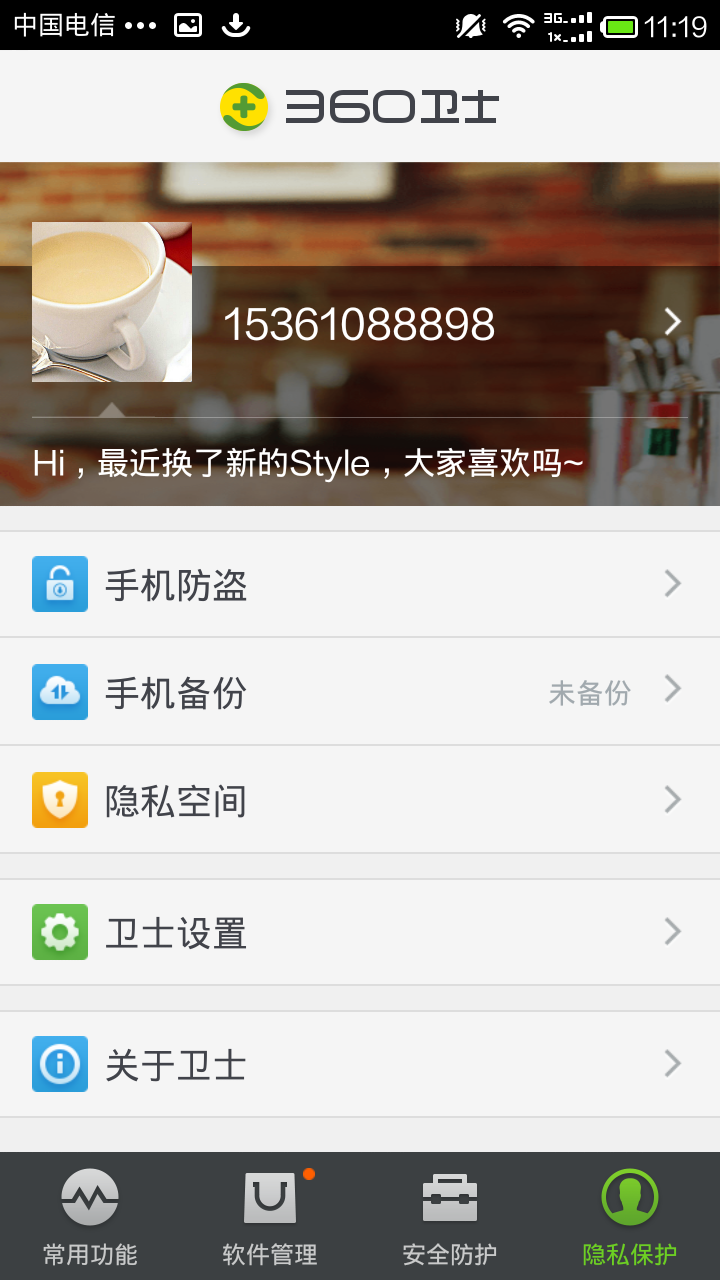 中国电信 ••• 3G 1x 11:19
360卫士
15361088898
Hi，最近换了新的Style，大家喜欢吗~
手机防盗
手机备份 未备份
隐私空间
卫士设置
关于卫士
常用功能 软件管理 安全防护 隐私保护